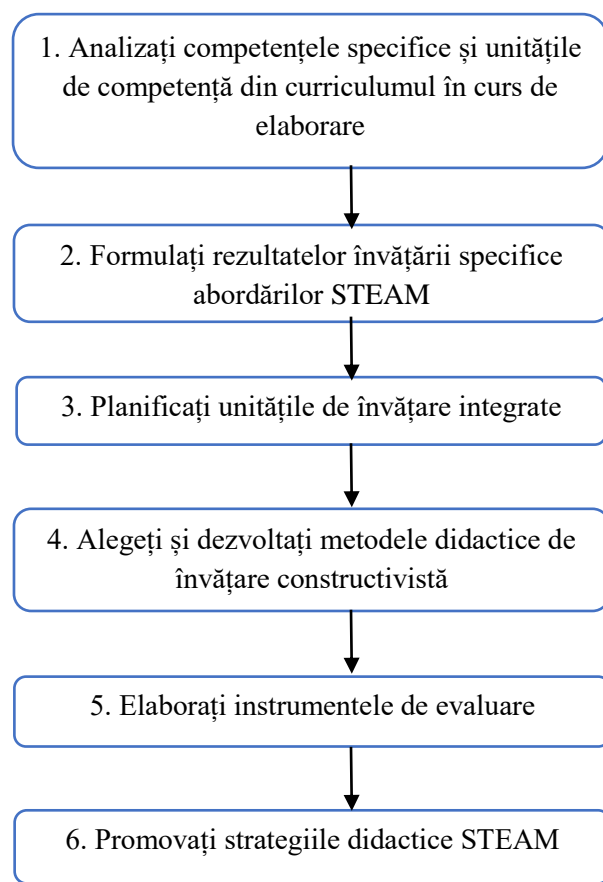 1. Analizați competențele specifice și unitățile
de competență din curriculumul în curs de
elaborare
2. Formulați rezultatelor învățării specifice
abordărilor STEAM
3. Planificați unitățile de învățare integrate
4. Alegeți și dezvoltați metodele didactice de
învățare constructivistă
5. Elaborați instrumentele de evaluare
6. Promovați strategiile didactice STEAM